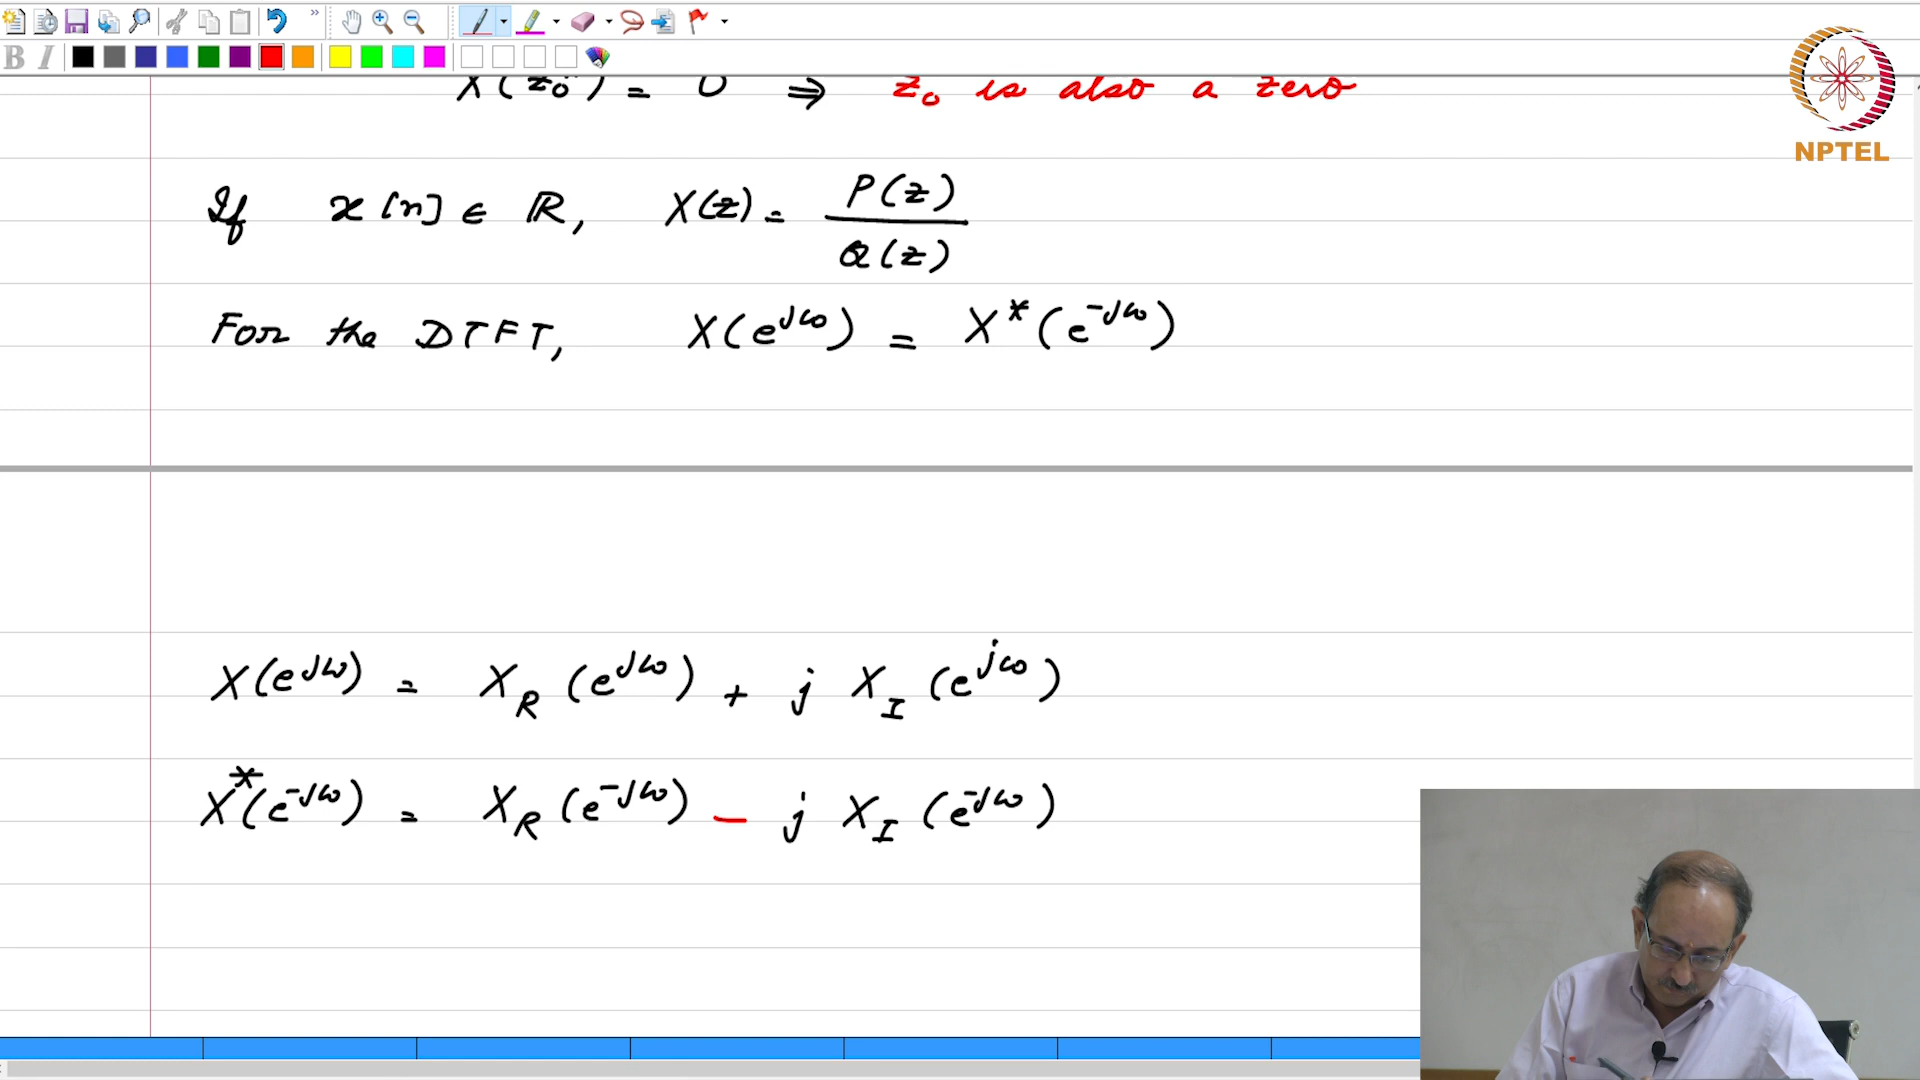 X(z₀*) = 0 ⇒ z₀ is also a zero
NPTEL
If x[n] ∈ ℝ, X(z) = P(z) / Q(z)
For the DTFT, X(e^{jω}) = X*(e^{-jω})
X(e^{jω}) = X_R(e^{jω}) + j X_I(e^{jω})
X*(e^{-jω}) = X_R(e^{-jω}) - j X_I(e^{-jω})